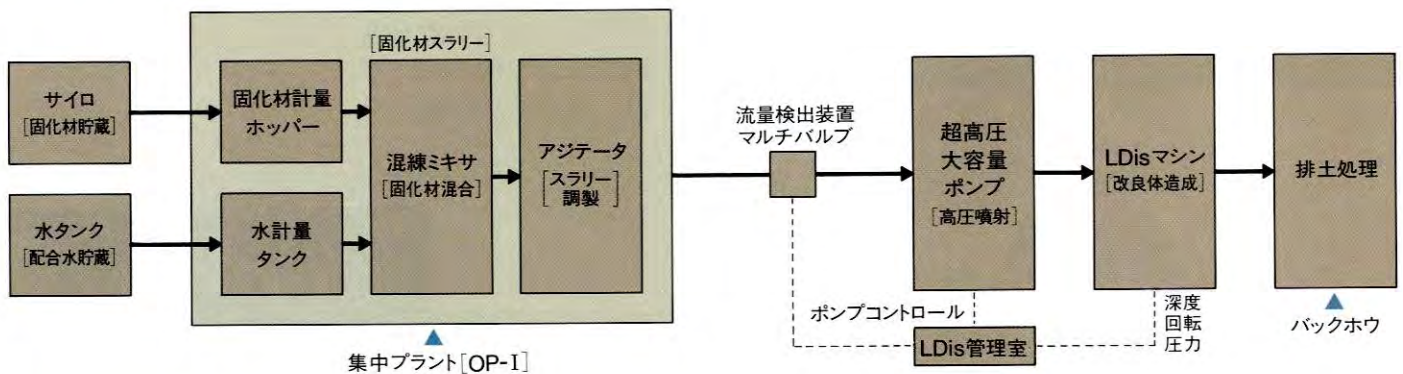 サイロ
[固化材貯蔵]
水タンク
[配合水貯蔵]
[固化材スラリー]
固化材計量
ホッパー
水計量
タンク
混練ミキサ
[固化材混合]
アジテータ
[スラリー
調製]
集中プラント[OP-I]
流量検出装置
マルチバルブ
超高圧
大容量
ポンプ
[高圧噴射]
LDisマシン
[改良体造成]
排土処理
バックホウ
ポンプコントロール
LDis管理室
深度
回転
圧力